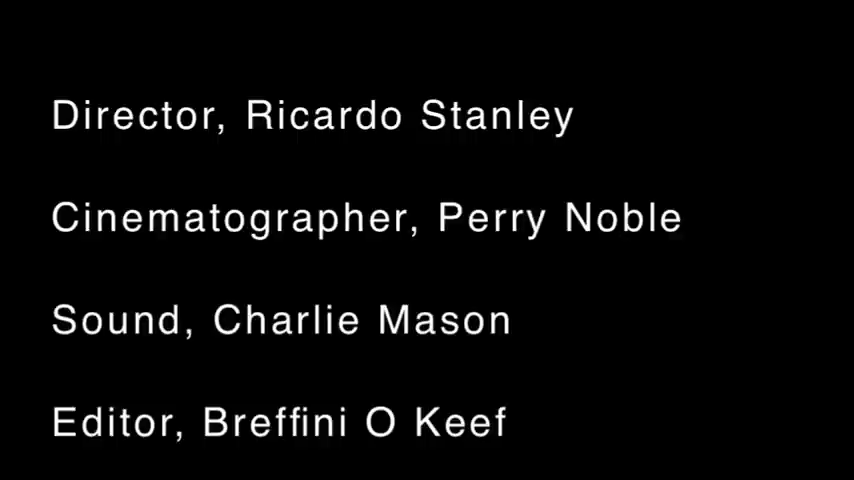 Director, Ricardo Stanley
Cinematographer, Perry Noble
Sound, Charlie Mason
Editor, Breffini O Keef